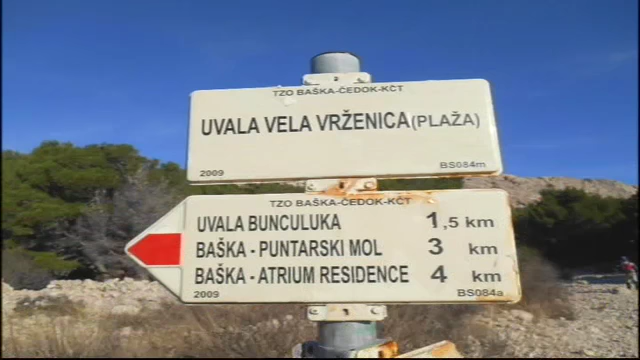 TZO BAŠKA-ČEDOK-KČT
UVALA VELA VRŽENICA (PLAŽA)
2009 BS084m
TZO BAŠKA-ČEDOK-KČT
UVALA BUNCULUKA 1,5 km
BAŠKA - PUNTARSKI MOL 3 km
BAŠKA - ATRIUM RESIDENCE 4 km
2009 BS084a